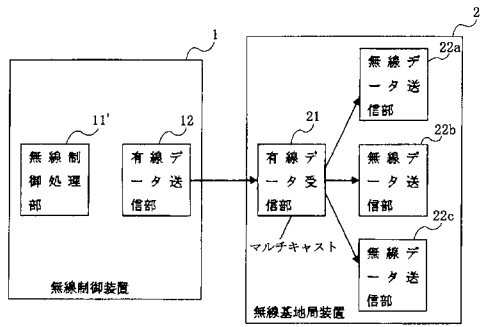 1
2
22a
無線デ
ータ送
信部
11'
12
21
22b
無線制
御処理
部
有線デ
ータ送
信部
有線デ
ータ受
信部
無線デ
ータ送
信部
マルチキャスト
22c
無線デ
ータ送
信部
無線制御装置
無線基地局装置